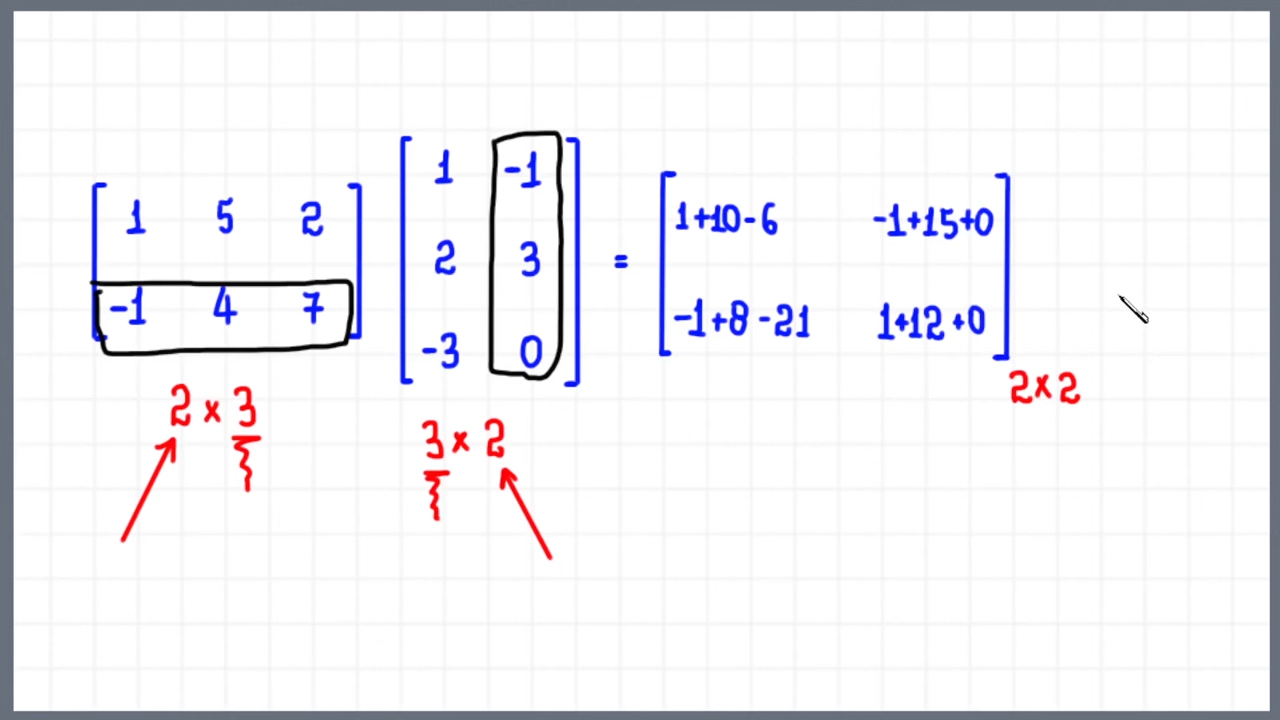 1 5 2
-1 4 7
2 × 3
1 -1
2 3
-3 0
3 × 2
=
1+10-6 -1+15+0
-1+8-21 1+12+0
2×2